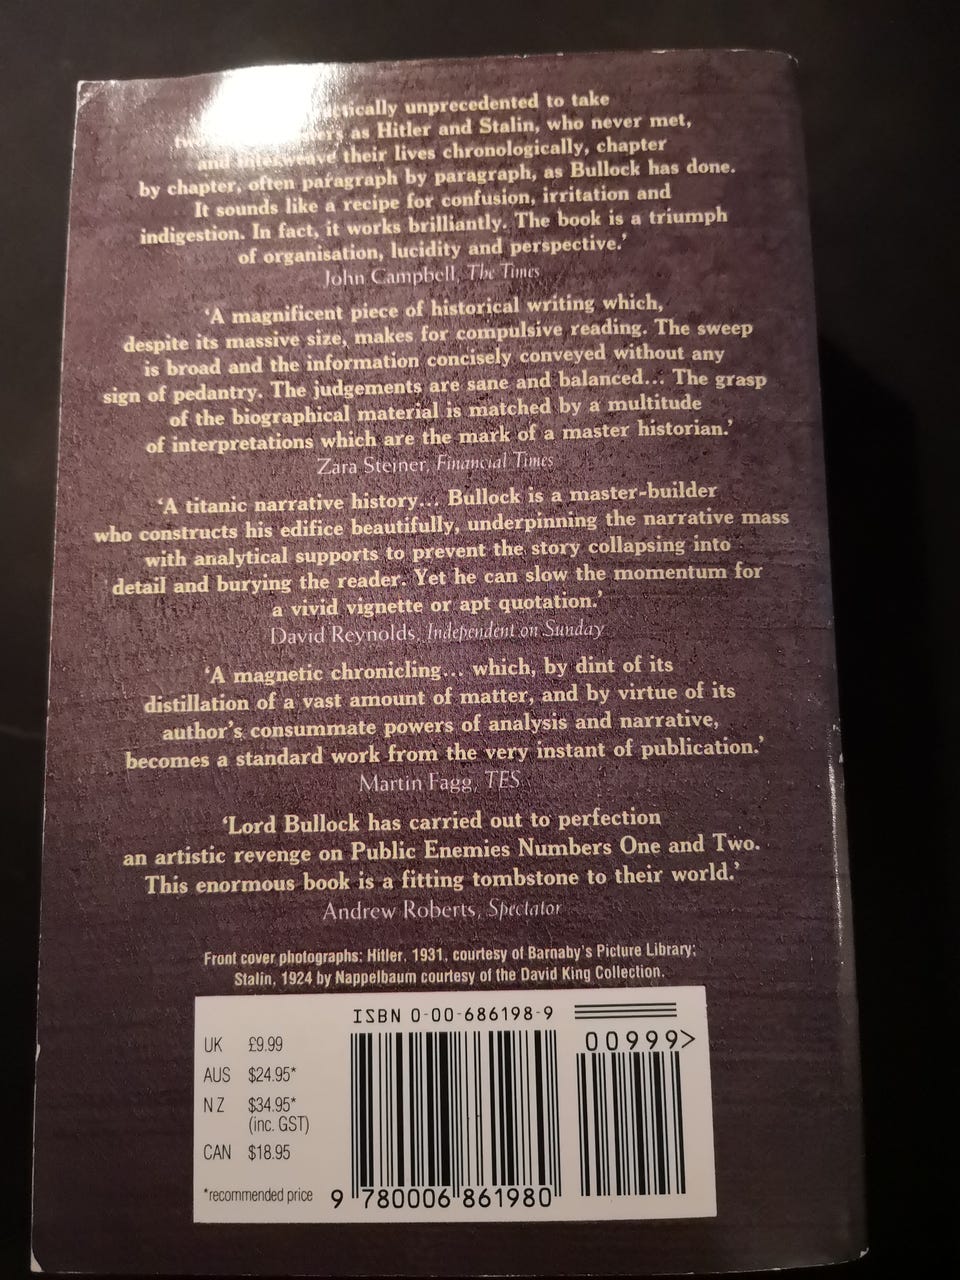 unprecedented to take
as Hitler and Stalin, who never met,
and interweave their lives chronologically, chapter
by chapter, often paragraph by paragraph, as Bullock has done.
It sounds like a recipe for confusion, irritation and
indigestion. In fact, it works brilliantly. The book is a triumph
of organisation, lucidity and perspective.’
John Campbell, The Times
‘A magnificent piece of historical writing which,
despite its massive size, makes for compulsive reading. The sweep
is broad and the information concisely conveyed without any
sign of pedantry. The judgements are sane and balanced... The grasp
of the biographical material is matched by a multitude
of interpretations which are the mark of a master historian.’
Zara Steiner, Financial Times
‘A titanic narrative history... Bullock is a master-builder
who constructs his edifice beautifully, underpinning the narrative mass
with analytical supports to prevent the story collapsing into
detail and burying the reader. Yet he can slow the momentum for
a vivid vignette or apt quotation.’
David Reynolds, Independent on Sunday
‘A magnetic chronicling... which, by dint of its
distillation of a vast amount of matter, and by virtue of its
author’s consummate powers of analysis and narrative,
becomes a standard work from the very instant of publication.’
Martin Fagg, TES
‘Lord Bullock has carried out to perfection
an artistic revenge on Public Enemies Numbers One and Two.
This enormous book is a fitting tombstone to their world.’
Andrew Roberts, Spectator
Front cover photographs: Hitler, 1931, courtesy of Barnaby's Picture Library;
Stalin, 1924 by Nappelbaum courtesy of the David King Collection.
ISBN 0-00-686198-9
00999>
UK £9.99
AUS $24.95*
NZ $34.95*
(inc. GST)
CAN $18.95
*recommended price
9 780006 861980